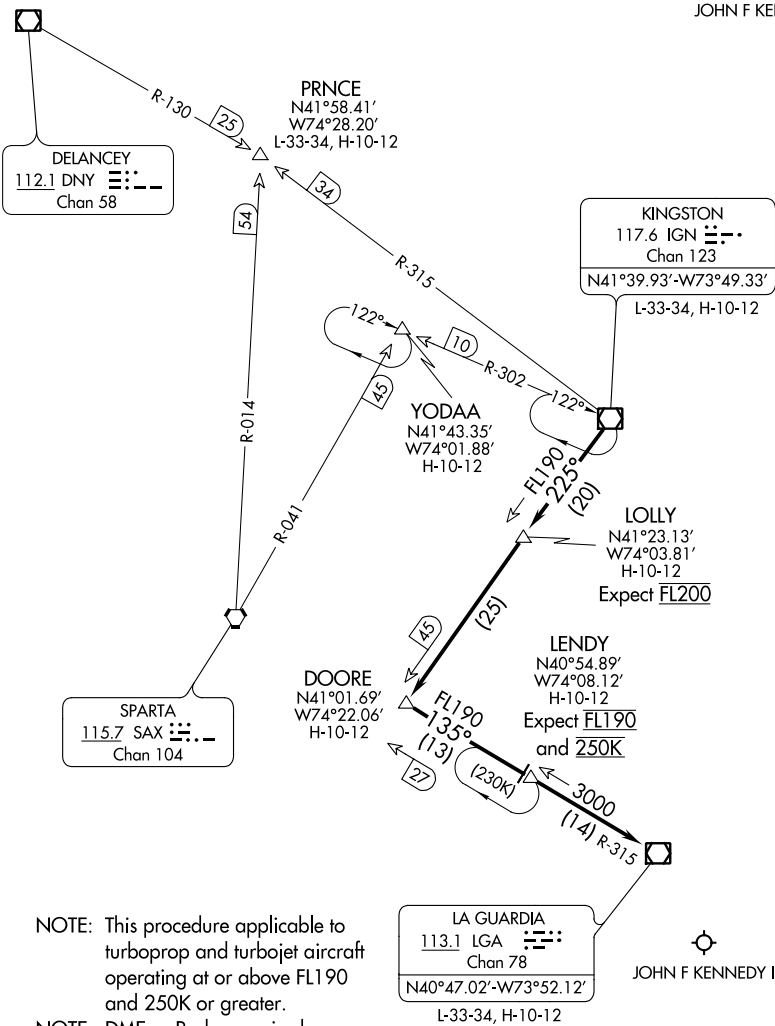 JOHN F KE
PRNCE
N41°58.41'
W74°28.20'
L-33-34, H-10-12
R-130
25
DELANCEY
112.1 DNY
Chan 58
34
54
R-315
KINGSTON
117.6 IGN
Chan 123
N41°39.93'-W73°49.33'
L-33-34, H-10-12
122°
10
R-302
122°
45
YODAA
N41°43.35'
W74°01.88'
H-10-12
R-014
R-041
FL190
225°
(20)
LOLLY
N41°23.13'
W74°03.81'
H-10-12
Expect FL200
(25)
45
LENDY
N40°54.89'
W74°08.12'
H-10-12
Expect FL190
and 250K
DOORE
N41°01.69'
W74°22.06'
H-10-12
FL190
135°
(13)
27
(230K)
3000
(14) R-315
SPARTA
115.7 SAX
Chan 104
LA GUARDIA
113.1 LGA
Chan 78
N40°47.02'-W73°52.12'
L-33-34, H-10-12
JOHN F KENNEDY I
NOTE: This procedure applicable to
turboprop and turbojet aircraft
operating at or above FL190
and 250K or greater.